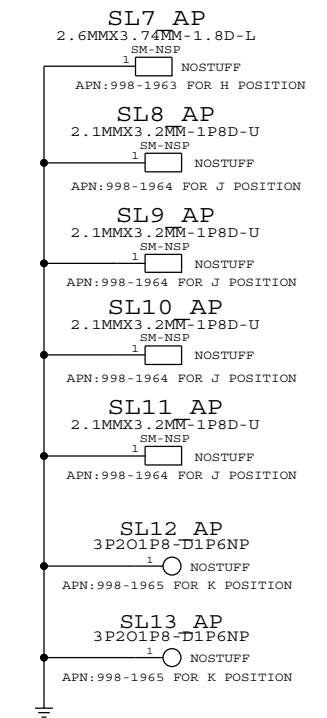 SL7_AP
2.6MMX3.74MM-1.8D-L
SM-NSP
1
NOSTUFF
APN:998-1963 FOR H POSITION
SL8_AP
2.1MMX3.2MM-1P8D-U
SM-NSP
1
NOSTUFF
APN:998-1964 FOR J POSITION
SL9_AP
2.1MMX3.2MM-1P8D-U
SM-NSP
1
NOSTUFF
APN:998-1964 FOR J POSITION
SL10_AP
2.1MMX3.2MM-1P8D-U
SM-NSP
1
NOSTUFF
APN:998-1964 FOR J POSITION
SL11_AP
2.1MMX3.2MM-1P8D-U
SM-NSP
1
NOSTUFF
APN:998-1964 FOR J POSITION
SL12_AP
3P2O1P8-D1P6NP
1
NOSTUFF
APN:998-1965 FOR K POSITION
SL13_AP
3P2O1P8-D1P6NP
1
NOSTUFF
APN:998-1965 FOR K POSITION